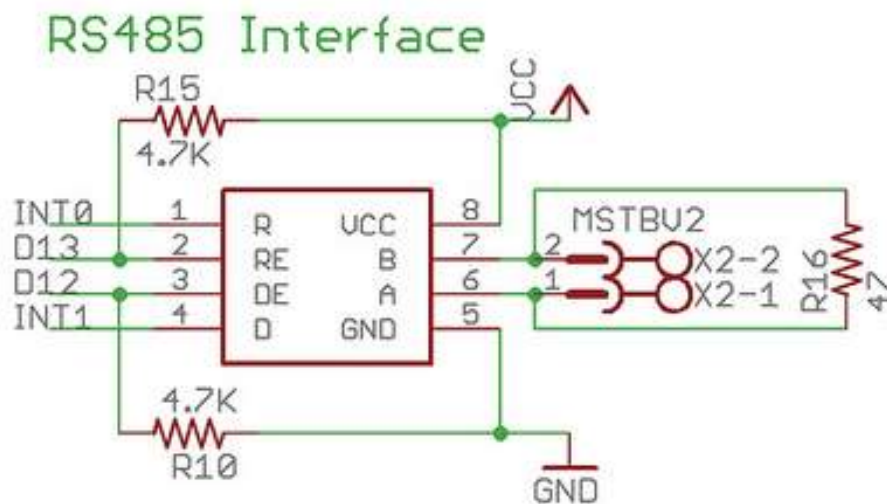 RS485 Interface
R15
4.7K
VCC
INT0
D13
D12
INT1
1
2
3
4
R
RE
DE
D
VCC
B
A
GND
8
7
6
5
MSTBV2
2
1
X2-2
X2-1
R16
47
4.7K
R10
GND